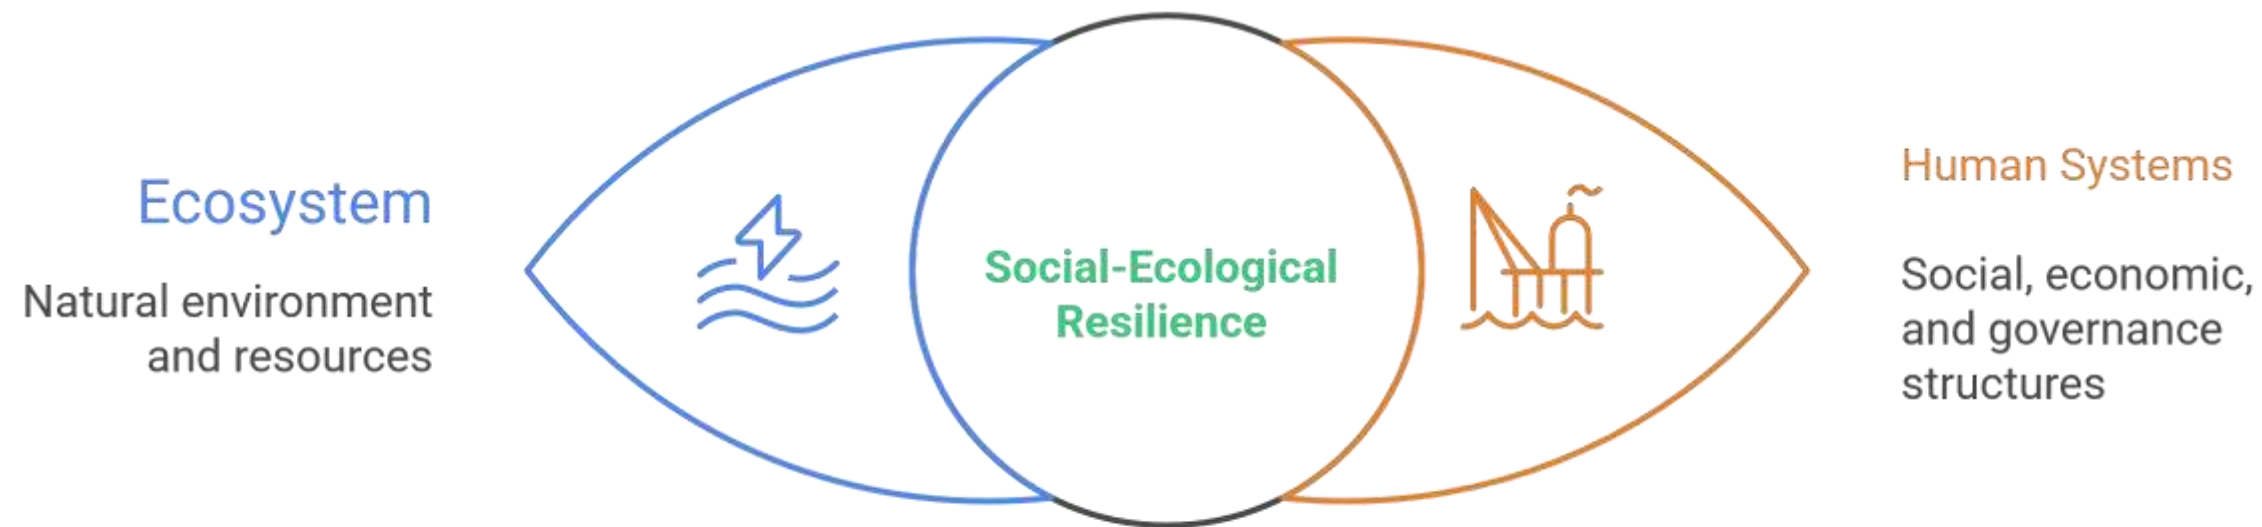 Ecosystem
Natural environment
and resources
Social-Ecological
Resilience
Human Systems
Social, economic,
and governance
structures